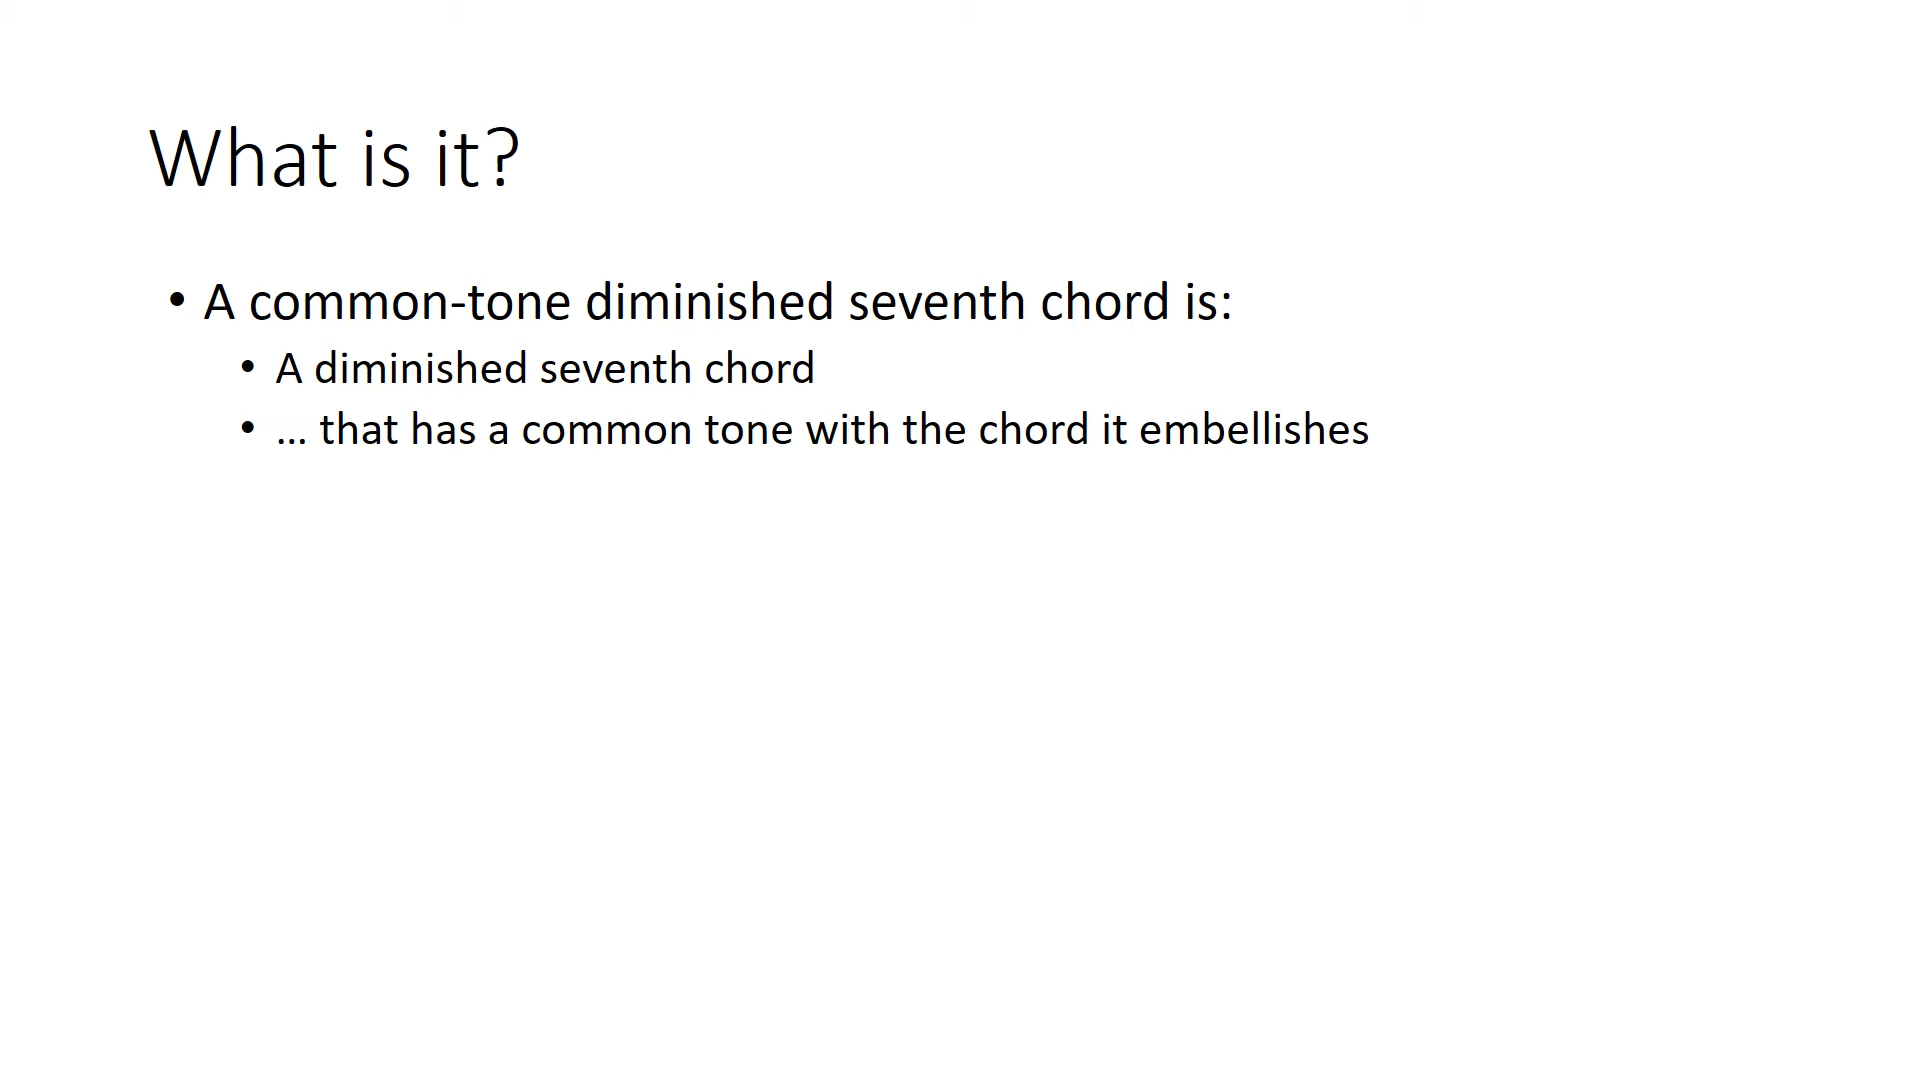 What is it?
• A common-tone diminished seventh chord is:
• A diminished seventh chord
• … that has a common tone with the chord it embellishes